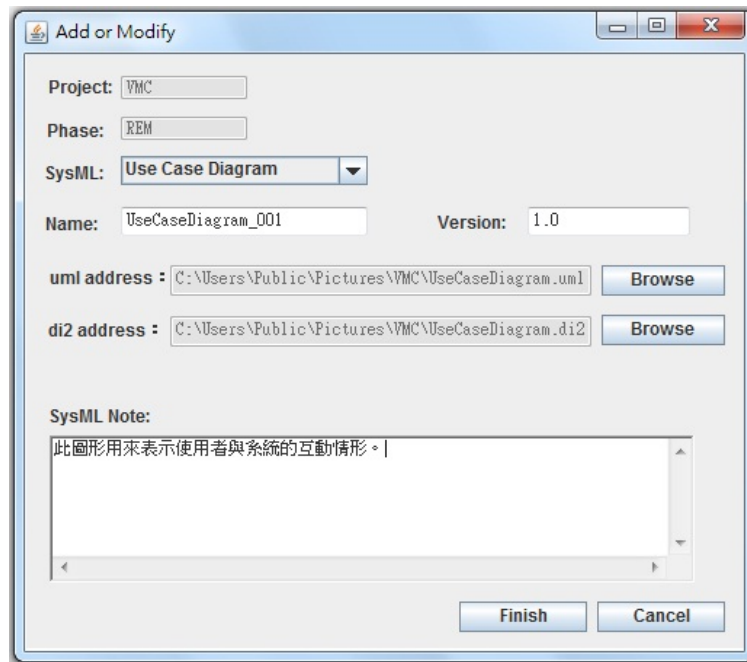 Add or Modify
Project: VMC
Phase: REM
SysML: Use Case Diagram
Name: UseCaseDiagram_001 Version: 1.0
uml address： C:\Users\Public\Pictures\VMC\UseCaseDiagram.uml Browse
di2 address： C:\Users\Public\Pictures\VMC\UseCaseDiagram.di2 Browse
SysML Note:
此圖形用來表示使用者與系統的互動情形。
Finish Cancel